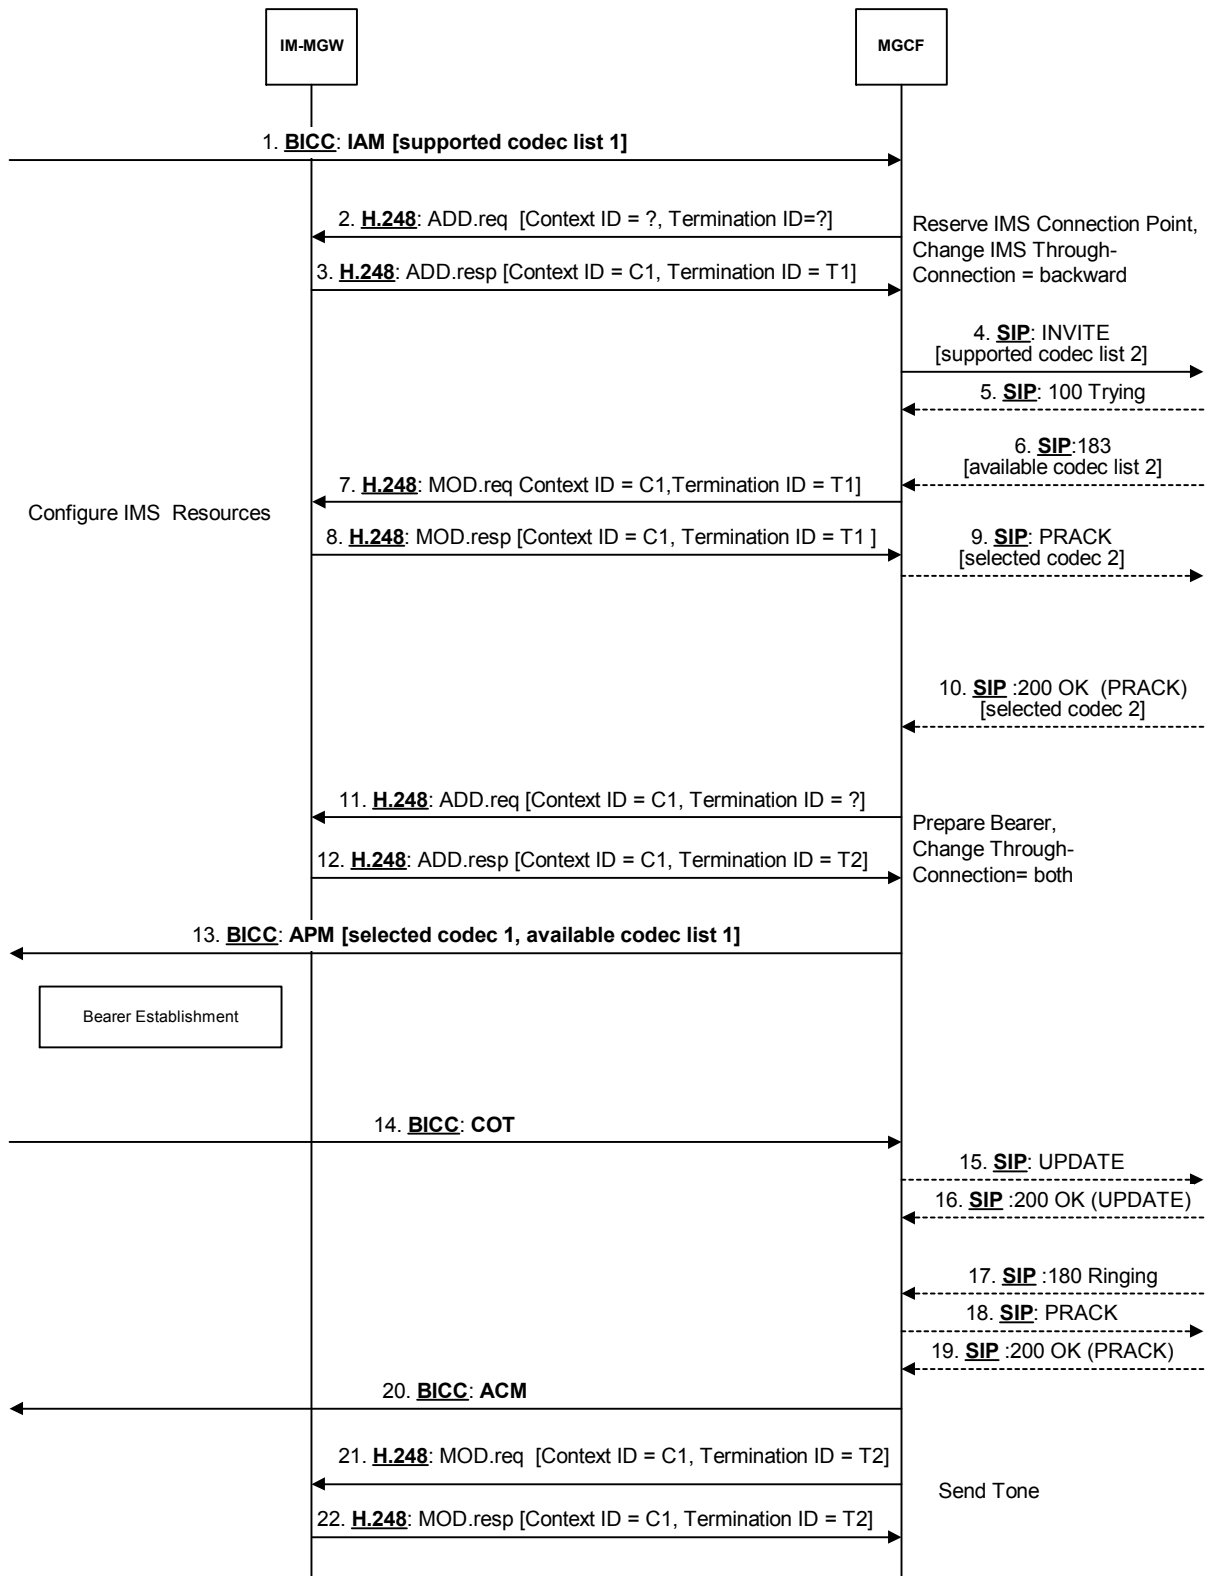 IM-MGW
MGCF
1. BICC: IAM [supported codec list 1]
2. H.248: ADD.req [Context ID = ?, Termination ID=?]
Reserve IMS Connection Point,
Change IMS Through-
Connection = backward
3. H.248: ADD.resp [Context ID = C1, Termination ID = T1]
4. SIP: INVITE
[supported codec list 2]
5. SIP: 100 Trying
6. SIP:183
[available codec list 2]
7. H.248: MOD.req Context ID = C1,Termination ID = T1]
Configure IMS Resources
8. H.248: MOD.resp [Context ID = C1, Termination ID = T1 ]
9. SIP: PRACK
[selected codec 2]
10. SIP :200 OK (PRACK)
[selected codec 2]
11. H.248: ADD.req [Context ID = C1, Termination ID = ?]
Prepare Bearer,
Change Through-
Connection= both
12. H.248: ADD.resp [Context ID = C1, Termination ID = T2]
13. BICC: APM [selected codec 1, available codec list 1]
Bearer Establishment
14. BICC: COT
15. SIP: UPDATE
16. SIP :200 OK (UPDATE)
17. SIP :180 Ringing
18. SIP: PRACK
19. SIP :200 OK (PRACK)
20. BICC: ACM
21. H.248: MOD.req [Context ID = C1, Termination ID = T2]
Send Tone
22. H.248: MOD.resp [Context ID = C1, Termination ID = T2]